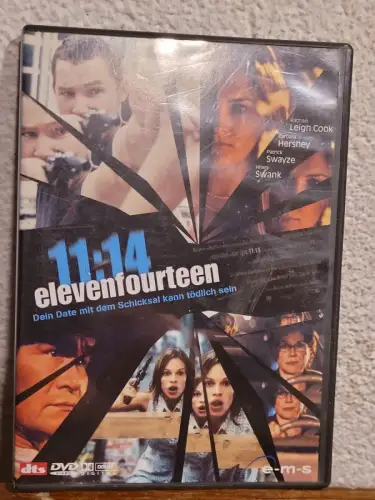 Rachael
Leigh Cook
Barbara
Hershey
Patrick
Swayze
Hilary
Swank
11:14
elevenfourteen
Dein Date mit dem Schicksal kann tödlich sein
dts
DVD
e-m-s